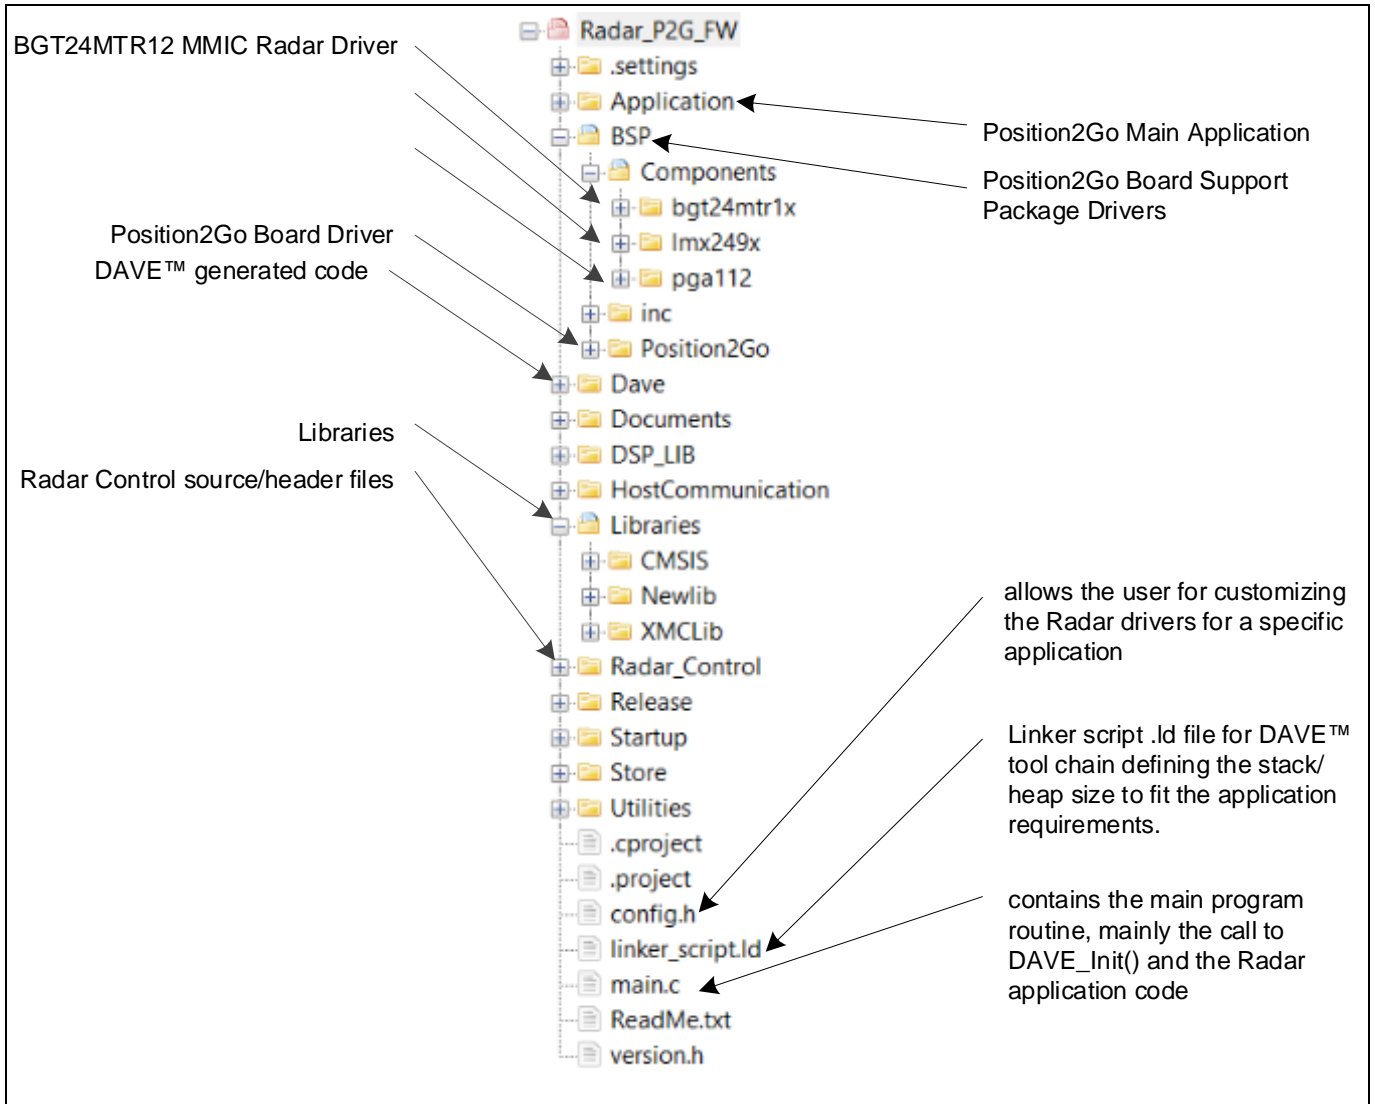 BGT24MTR12 MMIC Radar Driver
Position2Go Board Driver
DAVE™ generated code
Libraries
Radar Control source/header files
Radar_P2G_FW
.settings
Application
BSP
Components
bgt24mtr1x
lmx249x
pga112
inc
Position2Go
Dave
Documents
DSP_LIB
HostCommunication
Libraries
CMSIS
Newlib
XMCLib
Radar_Control
Release
Startup
Store
Utilities
.cproject
.project
config.h
linker_script.ld
main.c
ReadMe.txt
version.h
Position2Go Main Application
Position2Go Board Support
Package Drivers
allows the user for customizing
the Radar drivers for a specific
application
Linker script .ld file for DAVE™
tool chain defining the stack/
heap size to fit the application
requirements.
contains the main program
routine, mainly the call to
DAVE_Init() and the Radar
application code